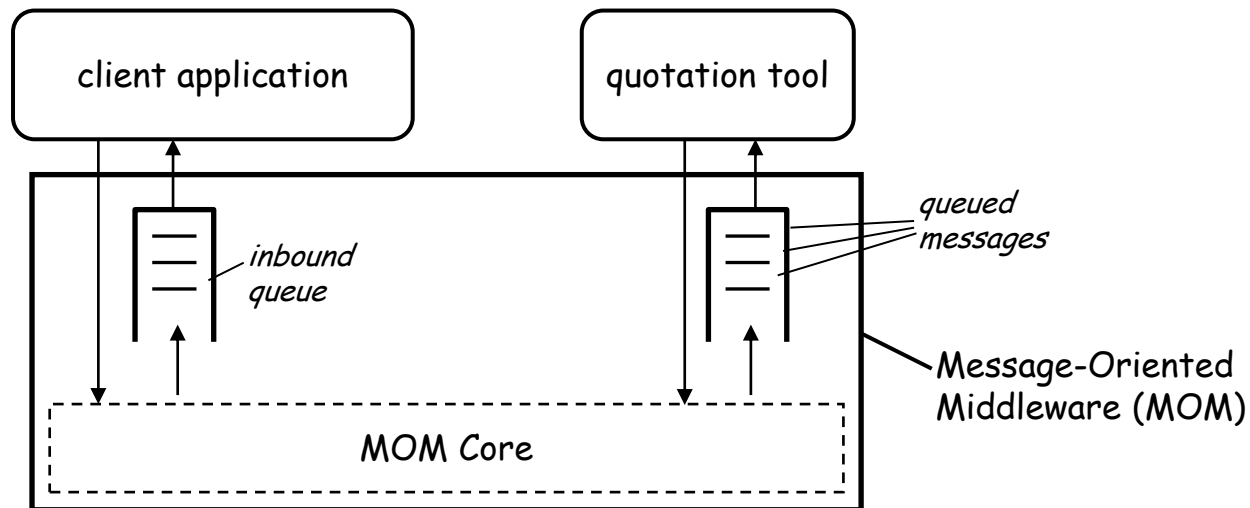 client application
quotation tool
queued
messages
inbound
queue
Message-Oriented
Middleware (MOM)
MOM Core